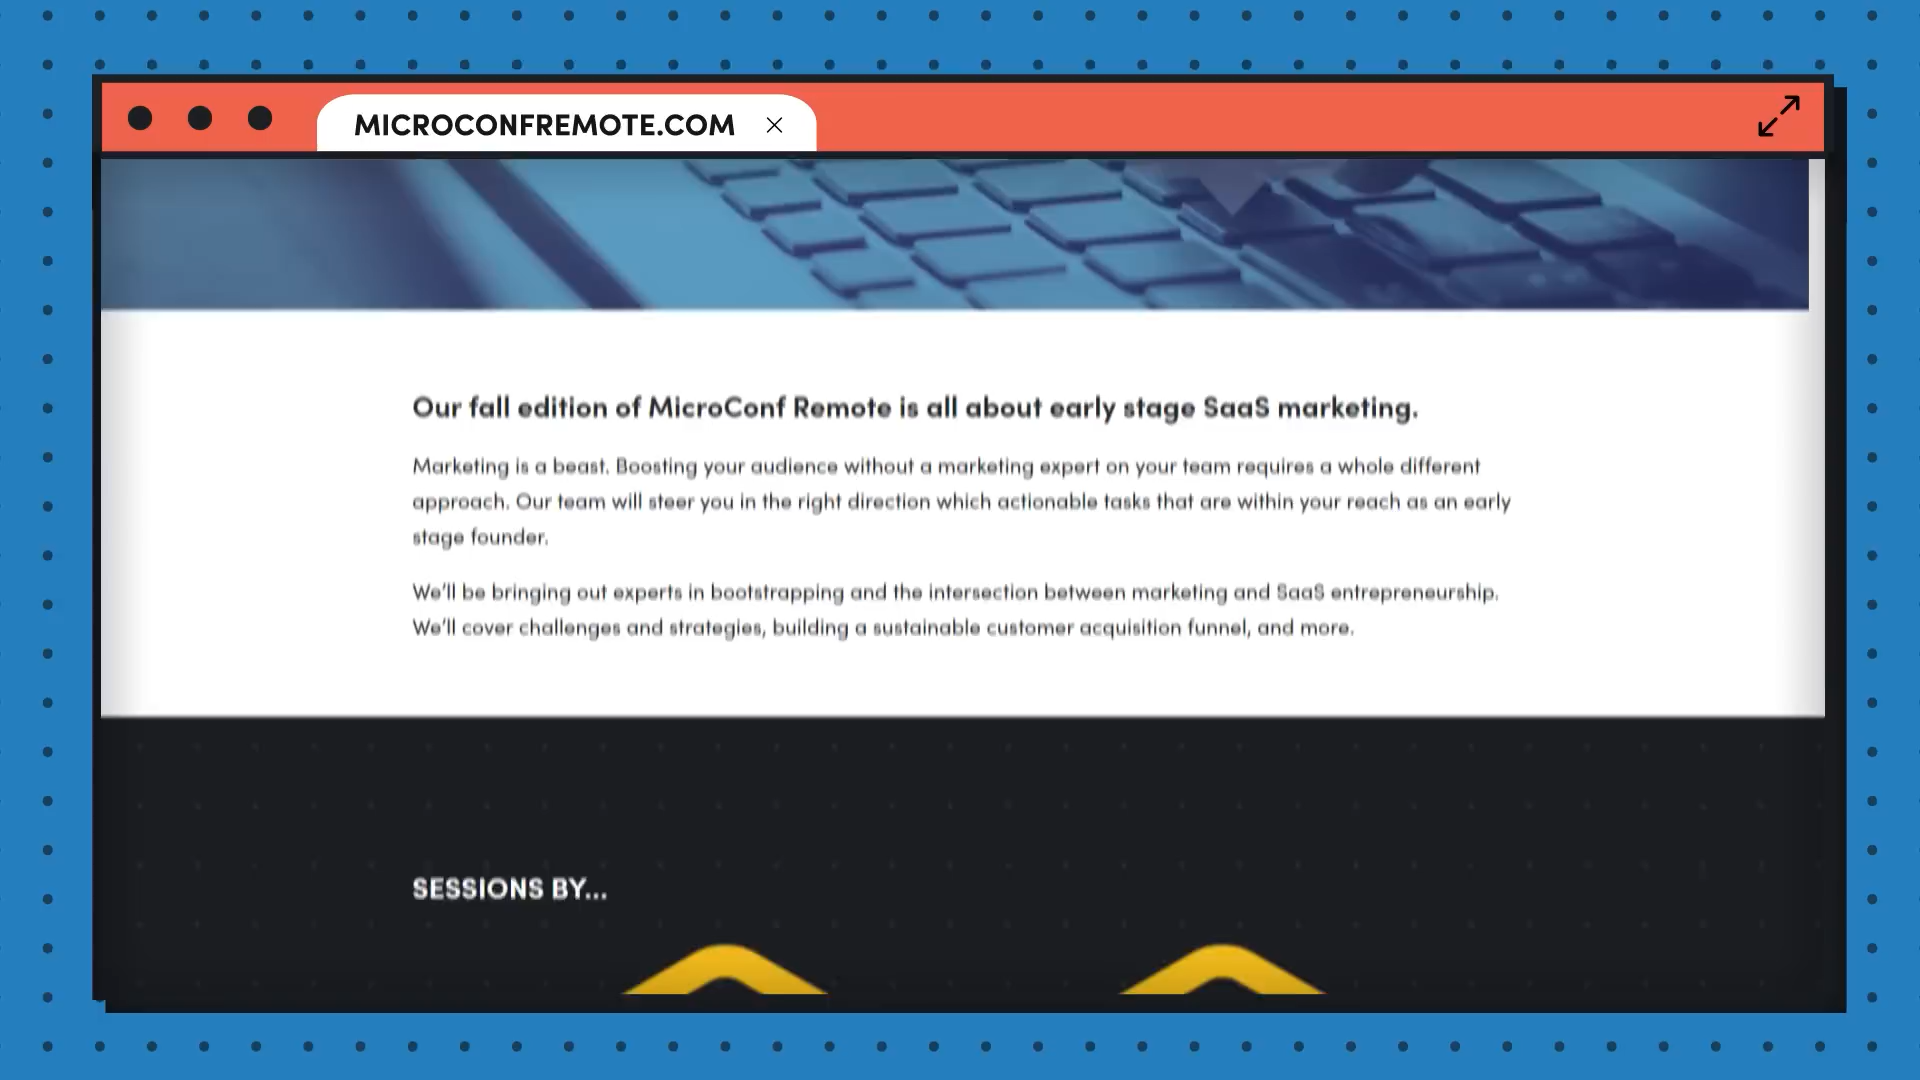 MICROCONFREMOTE.COM
Our fall edition of MicroConf Remote is all about early stage SaaS marketing.
Marketing is a beast. Boosting your audience without a marketing expert on your team requires a whole different
approach. Our team will steer you in the right direction which actionable tasks that are within your reach as an early
stage founder.
We'll be bringing out experts in bootstrapping and the intersection between marketing and SaaS entrepreneurship.
We'll cover challenges and strategies, building a sustainable customer acquisition funnel, and more.
SESSIONS BY...